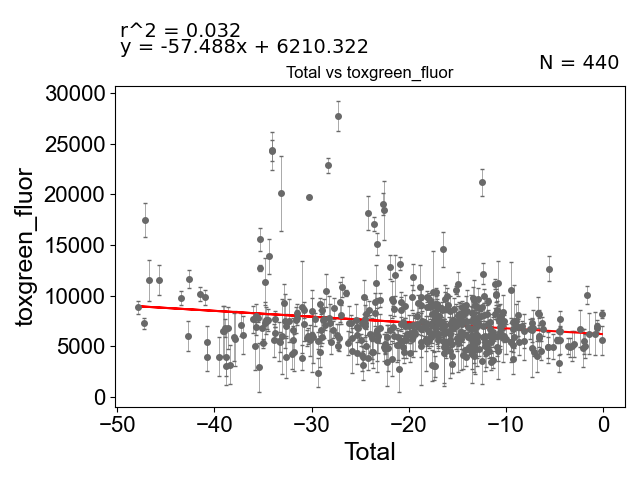 r^2 = 0.032
y = -57.488x + 6210.322
N = 440
Total vs toxgreen_fluor
30000
25000
20000
15000
10000
5000
0
toxgreen_fluor
−50
−40
−30
−20
−10
0
Total